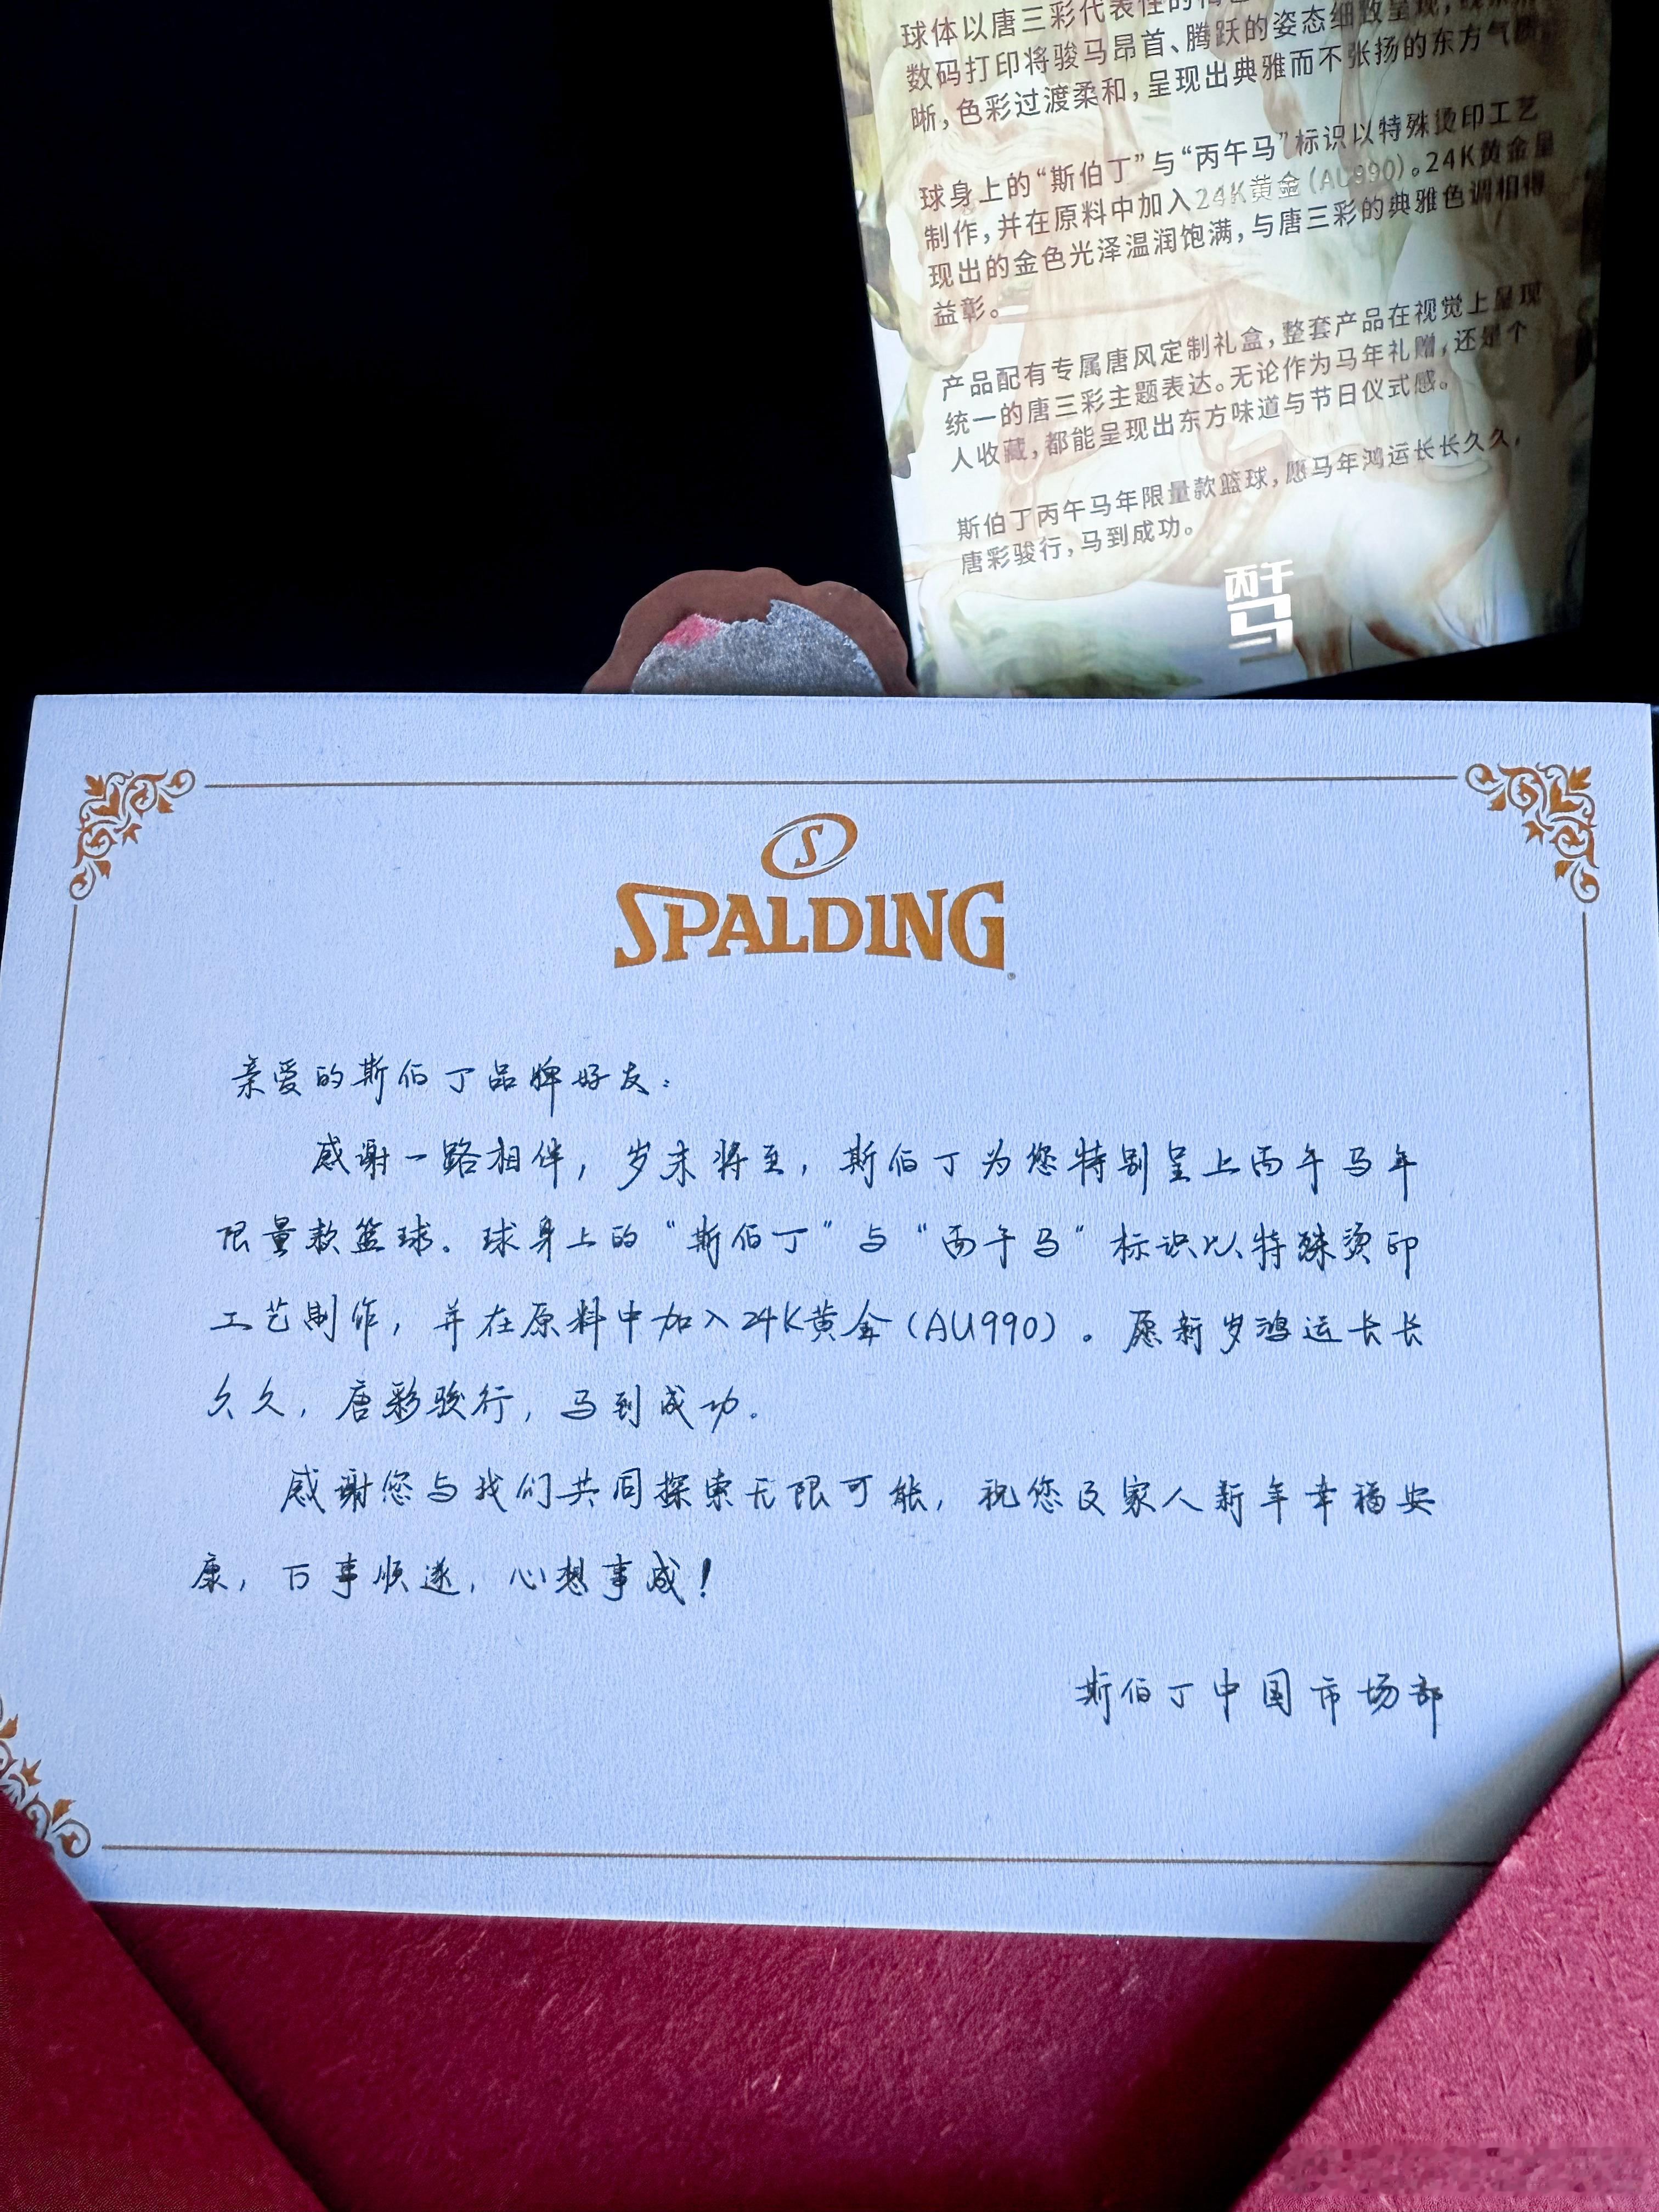 球体以唐三彩代表性的
数码打印将骏马昂首、腾跃的姿态细致呈现,
晰,色彩过渡柔和,呈现出典雅而不张扬的东方气质
球身上的“斯伯丁”与“丙午马”标识以特殊烫印工艺
制作,并在原料中加入24K黄金(AU990)。24K黄金呈
现出的金色光泽温润饱满,与唐三彩的典雅色调相得
益彰。
产品配有专属唐风定制礼盒,整套产品在视觉上呈现
统一的唐三彩主题表达。无论作为马年礼赠,还是个
人收藏,都能呈现出东方味道与节日仪式感。
斯伯丁丙午马年限量款篮球,愿马年鸿运长长久久,
唐彩骏行,马到成功。
丙午
马
S
SPALDING
亲爱的斯伯丁品牌好友:
感谢一路相伴,岁末将至,斯伯丁为您特别呈上丙午马年
限量款篮球。球身上的“斯伯丁”与“丙午马”标识以特殊烫印
工艺制作,并在原料中加入24K黄金(AU990)。愿新岁鸿运长长
久久,唐彩骏行,马到成功。
感谢您与我们共同探索无限可能,祝您及家人新年幸福安
康,百事顺遂,心想事成!
斯伯丁中国市场部